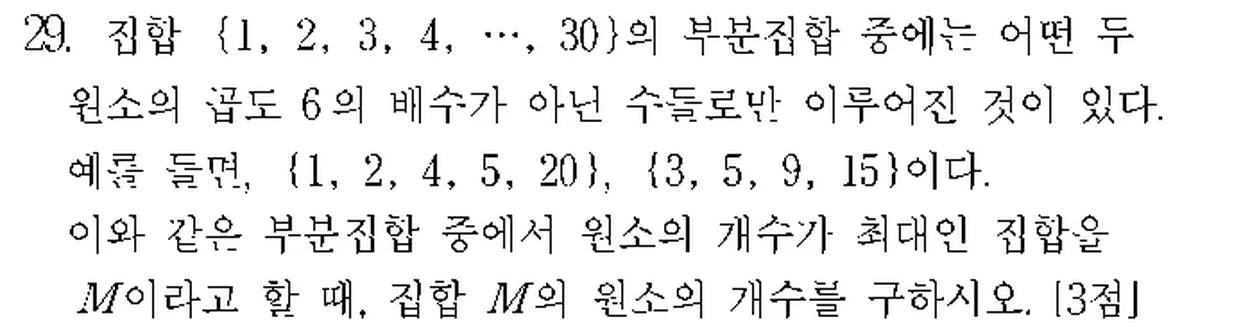 29. 집합 {1, 2, 3, 4, ⋯, 30}의 부분집합 중에는 어떤 두
원소의 곱도 6의 배수가 아닌 수들로만 이루어진 것이 있다.
예를 들면, {1, 2, 4, 5, 20}, {3, 5, 9, 15}이다.
이와 같은 부분집합 중에서 원소의 개수가 최대인 집합을
M이라고 할 때, 집합 M의 원소의 개수를 구하시오. [3점]